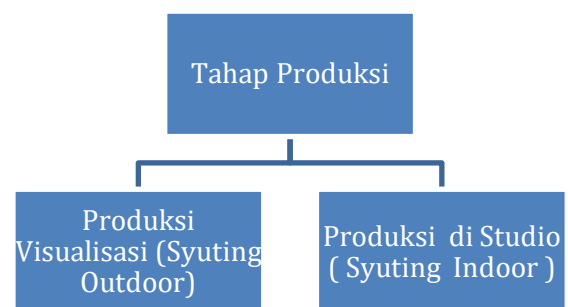 Tahap Produksi
Produksi
Visualisasi (Syuting
Outdoor)
Produksi di Studio
( Syuting Indoor )